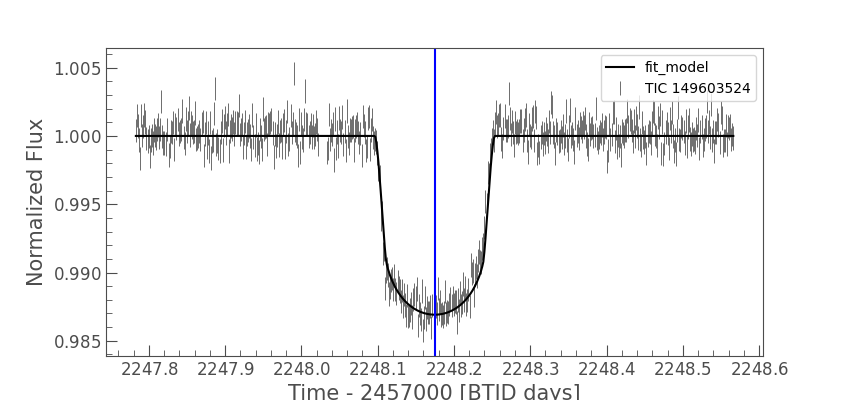 fit_model
TIC 149603524
1.005
1.000
0.995
0.990
0.985
Normalized Flux
2247.8 2247.9 2248.0 2248.1 2248.2 2248.3 2248.4 2248.5 2248.6
Time - 2457000 [BTJD days]